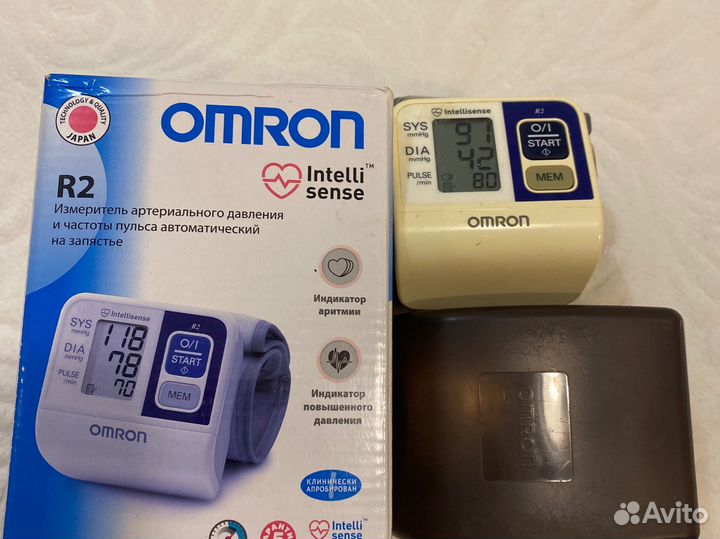 TECHNOLOGY & QUALITY
JAPAN
OMRON
R2
Intelli
sense™
Измеритель артериального давления
и частоты пульса автоматический
на запястье
Индикатор
аритмии
Индикатор
повышенного
давления
Intellisense
R2
SYS
mmHg
118
DIA
mmHg
78
PULSE
/min
70
O/I
START
MEM
OMRON
КЛИНИЧЕСКИ
АПРОБИРОВАН
Intelli
sense
Intellisense
R2
SYS
mmHg
91
DIA
mmHg
42
PULSE
/min
80
O/I
START
MEM
OMRON
OMRON
Avito